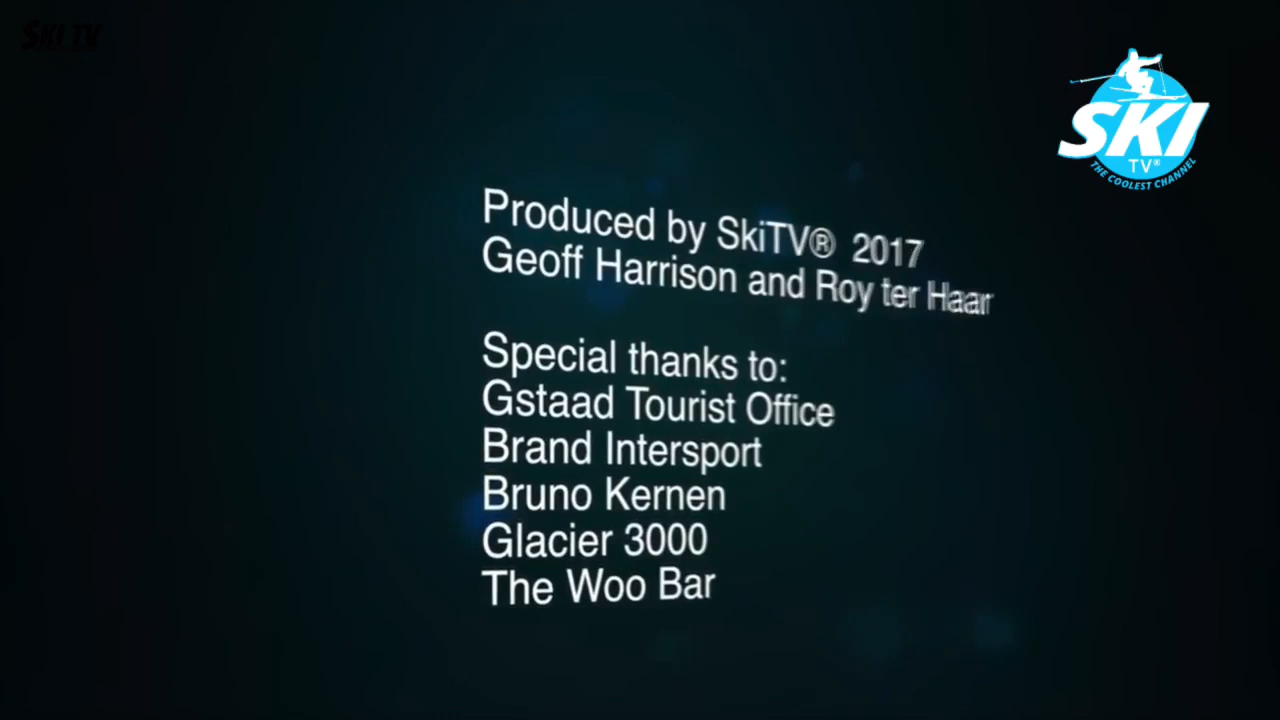 SKI TV
SKI
TV®
THE COOLEST CHANNEL
Produced by SkiTV® 2017
Geoff Harrison and Roy ter Haar
Special thanks to:
Gstaad Tourist Office
Brand Intersport
Bruno Kernen
Glacier 3000
The Woo Bar